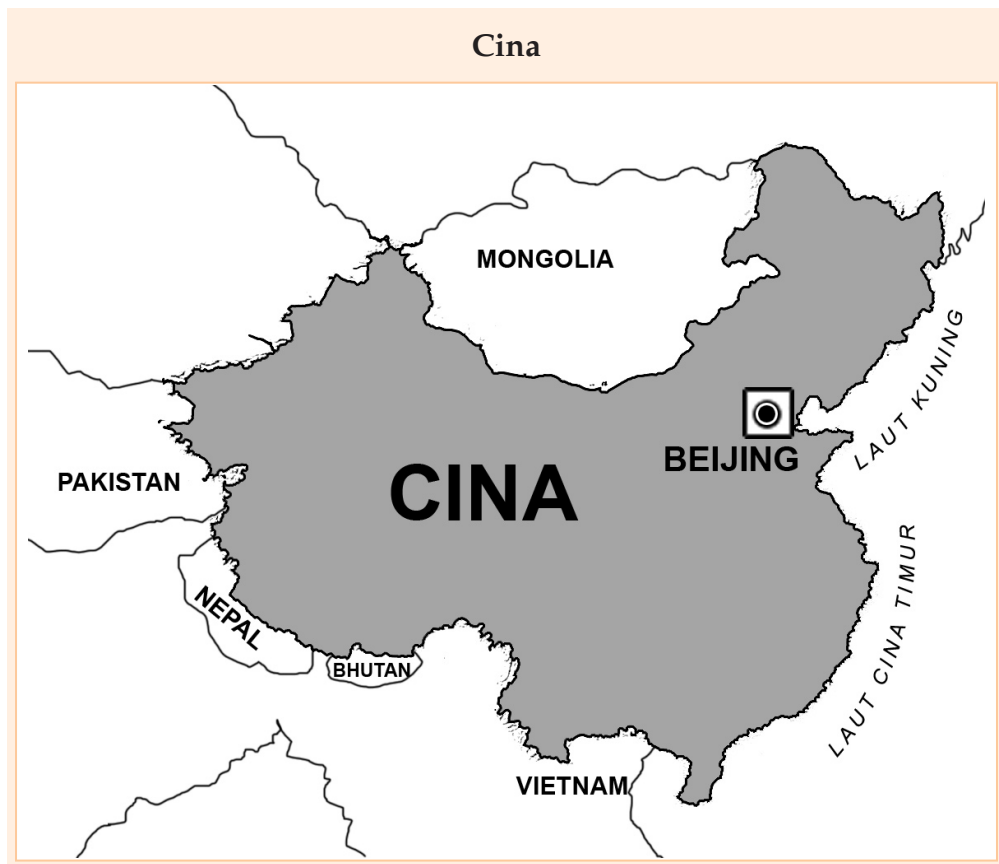 Cina
MONGOLIA
LAUT KUNING
BEIJING
PAKISTAN
CINA
LAUT CINA TIMUR
NEPAL
BHUTAN
VIETNAM